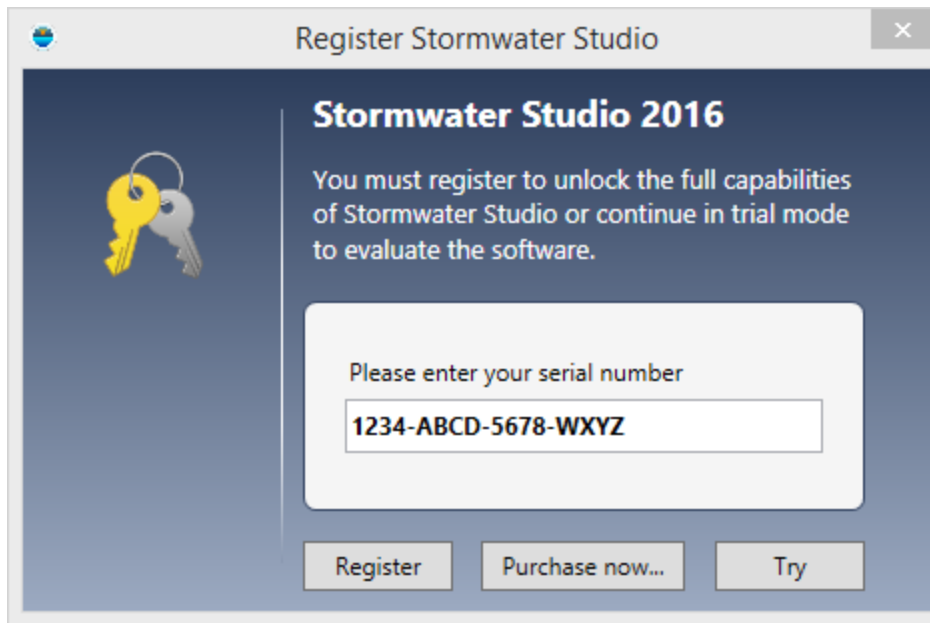 Register Stormwater Studio
Stormwater Studio 2016
You must register to unlock the full capabilities
of Stormwater Studio or continue in trial mode
to evaluate the software.
Please enter your serial number
1234-ABCD-5678-WXYZ
Register
Purchase now...
Try